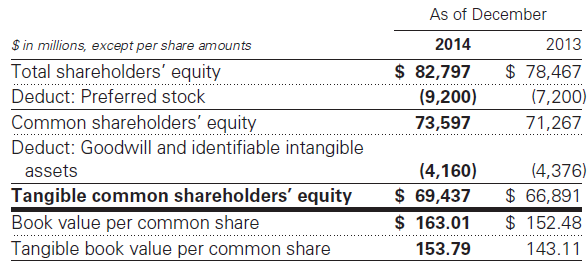 As of December
$ in millions, except per share amounts 2014 2013
Total shareholders’ equity $ 82,797 $ 78,467
Deduct: Preferred stock (9,200) (7,200)
Common shareholders’ equity 73,597 71,267
Deduct: Goodwill and identifiable intangible
assets (4,160) (4,376)
Tangible common shareholders’ equity $ 69,437 $ 66,891
Book value per common share $ 163.01 $ 152.48
Tangible book value per common share 153.79 143.11